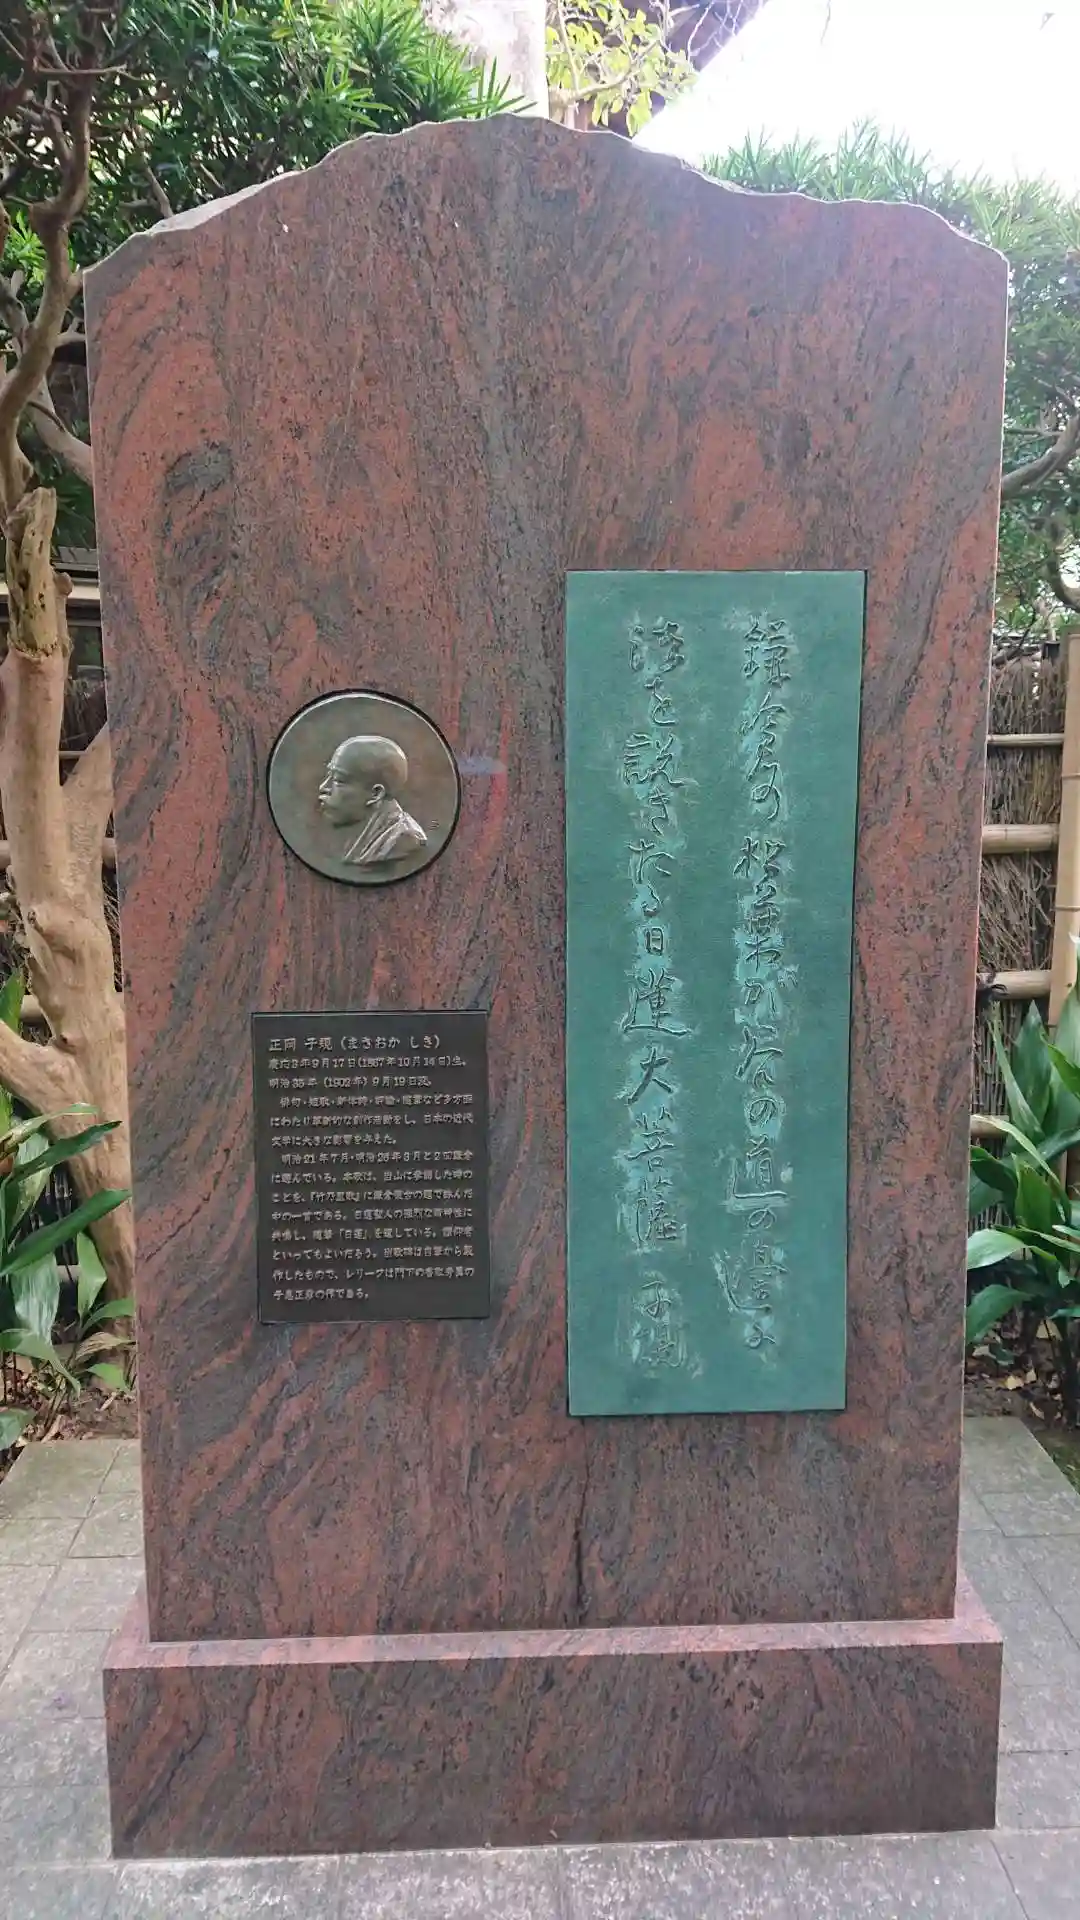 鎌倉の松葉がやつの道の邊に
法を説きたる日蓮大菩薩 子規
正岡 子規（まさおか しき）
慶応3年9月17日(1867年10月14日)生、
明治35年（1902年）9月19日没。
俳句・短歌・新体詩・評論・随筆など多方面
にわたり革新的な創作活動をし、日本の近代
文学に大きな影響を与えた。
明治21年7月・明治26年3月と2回鎌倉
に遊んでいる。本歌は、当山に参詣した時の
ことを、『竹乃里歌』に鎌倉懐古の題で詠んだ
中の一首である。日蓮聖人の強烈な精神性に
共鳴し、随筆「日蓮」を遺している。讃仰者
といってもよいだろう。当歌碑は自筆から製
作したもので、レリーフは門下の香取秀真の
子息正彦の作である。